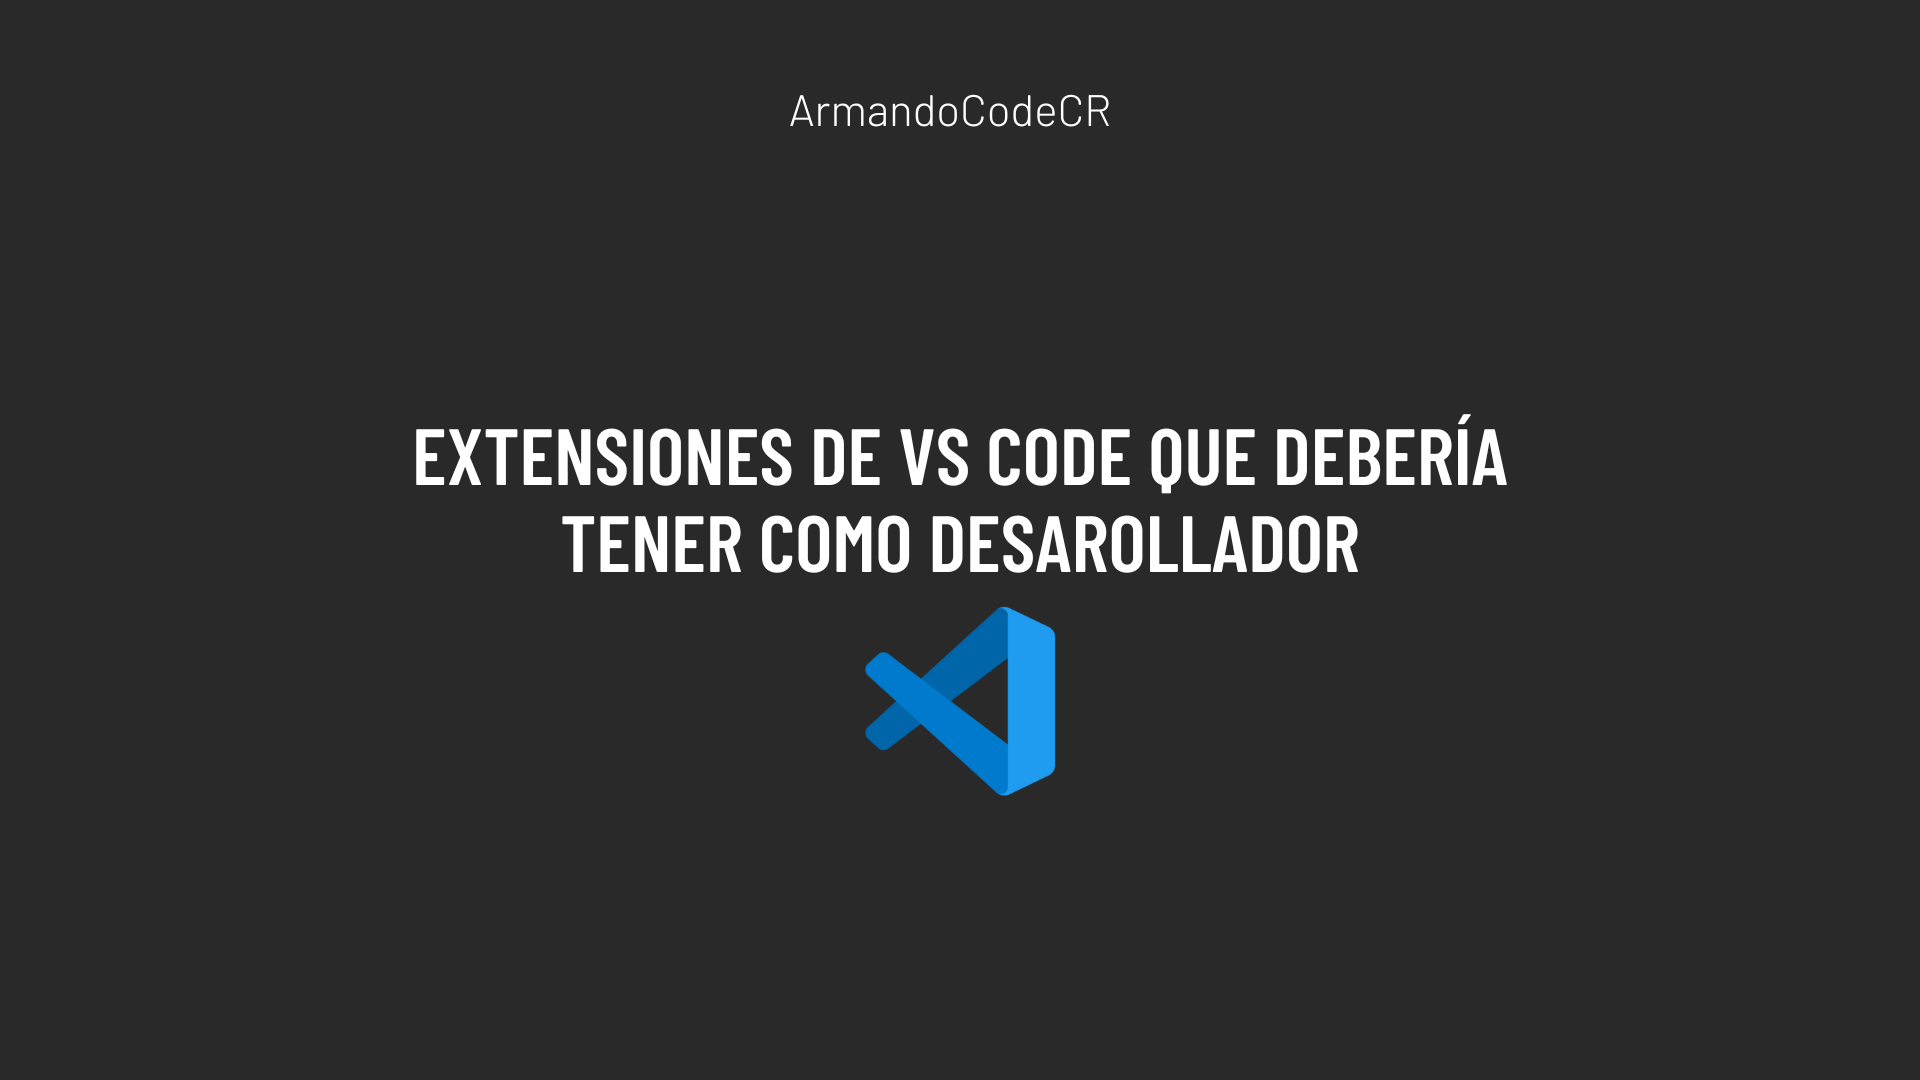 ArmandoCodeCR
EXTENSIONES DE VS CODE QUE DEBERÍA
TENER COMO DESAROLLADOR